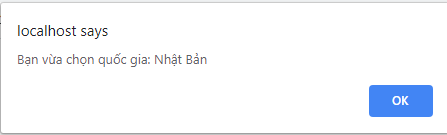 localhost says
Bạn vừa chọn quốc gia: Nhật Bản
OK